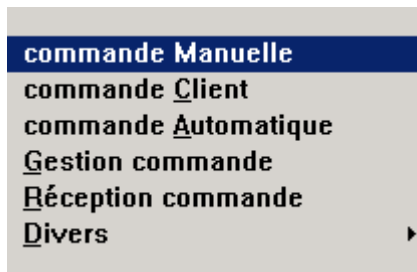 commande Manuelle
commande Client
commande Automatique
Gestion commande
Réception commande
Divers